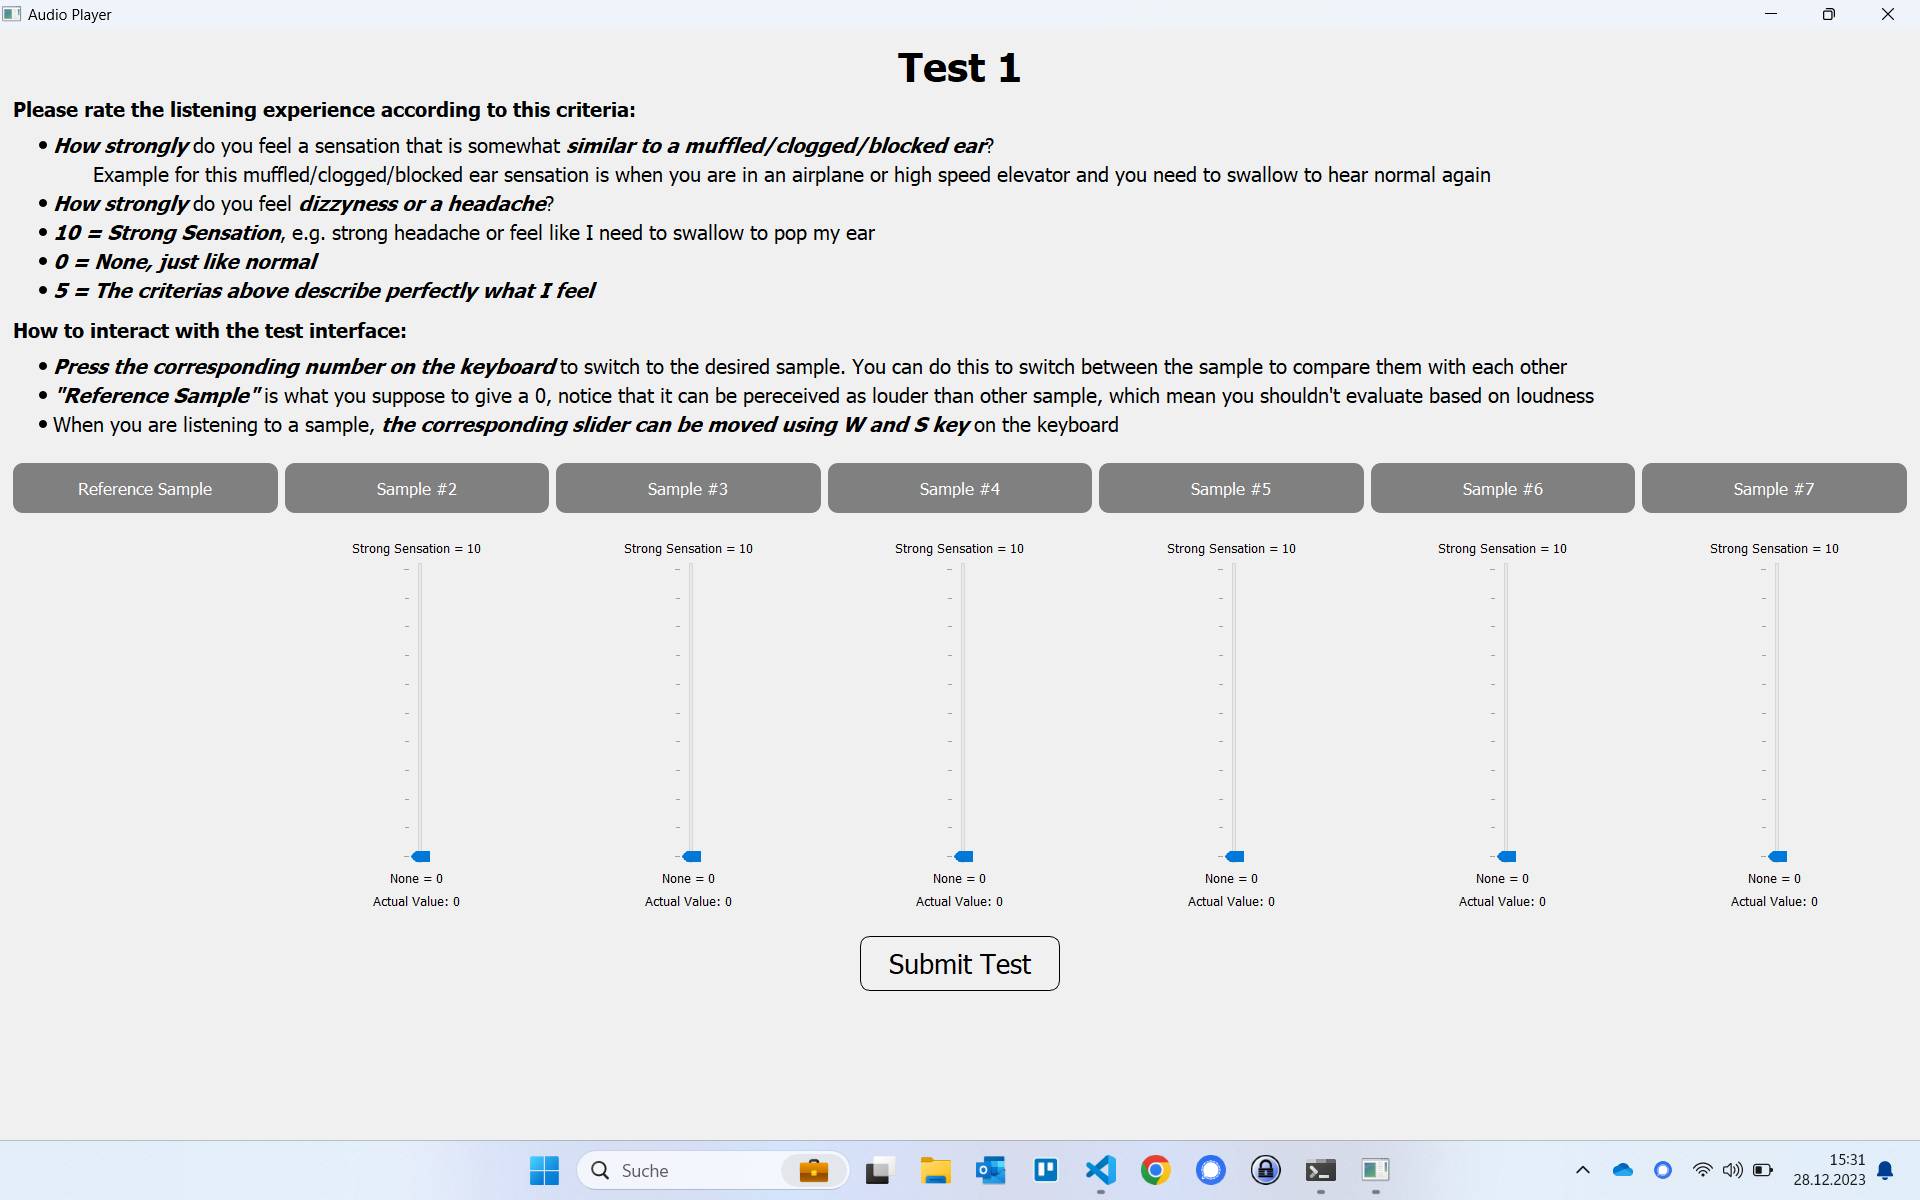 Audio Player
Test 1
Please rate the listening experience according to this criteria:
• How strongly do you feel a sensation that is somewhat similar to a muffled/clogged/blocked ear?
Example for this muffled/clogged/blocked ear sensation is when you are in an airplane or high speed elevator and you need to swallow to hear normal again
• How strongly do you feel dizzyness or a headache?
• 10 = Strong Sensation, e.g. strong headache or feel like I need to swallow to pop my ear
• 0 = None, just like normal
• 5 = The criterias above describe perfectly what I feel
How to interact with the test interface:
• Press the corresponding number on the keyboard to switch to the desired sample. You can do this to switch between the sample to compare them with each other
• "Reference Sample" is what you suppose to give a 0, notice that it can be pereceived as louder than other sample, which mean you shouldn't evaluate based on loudness
• When you are listening to a sample, the corresponding slider can be moved using W and S key on the keyboard
Reference Sample Sample #2 Sample #3 Sample #4 Sample #5 Sample #6 Sample #7
Strong Sensation = 10 Strong Sensation = 10 Strong Sensation = 10 Strong Sensation = 10 Strong Sensation = 10 Strong Sensation = 10
None = 0 None = 0 None = 0 None = 0 None = 0 None = 0
Actual Value: 0 Actual Value: 0 Actual Value: 0 Actual Value: 0 Actual Value: 0 Actual Value: 0
Submit Test
Suche
15:31
28.12.2023